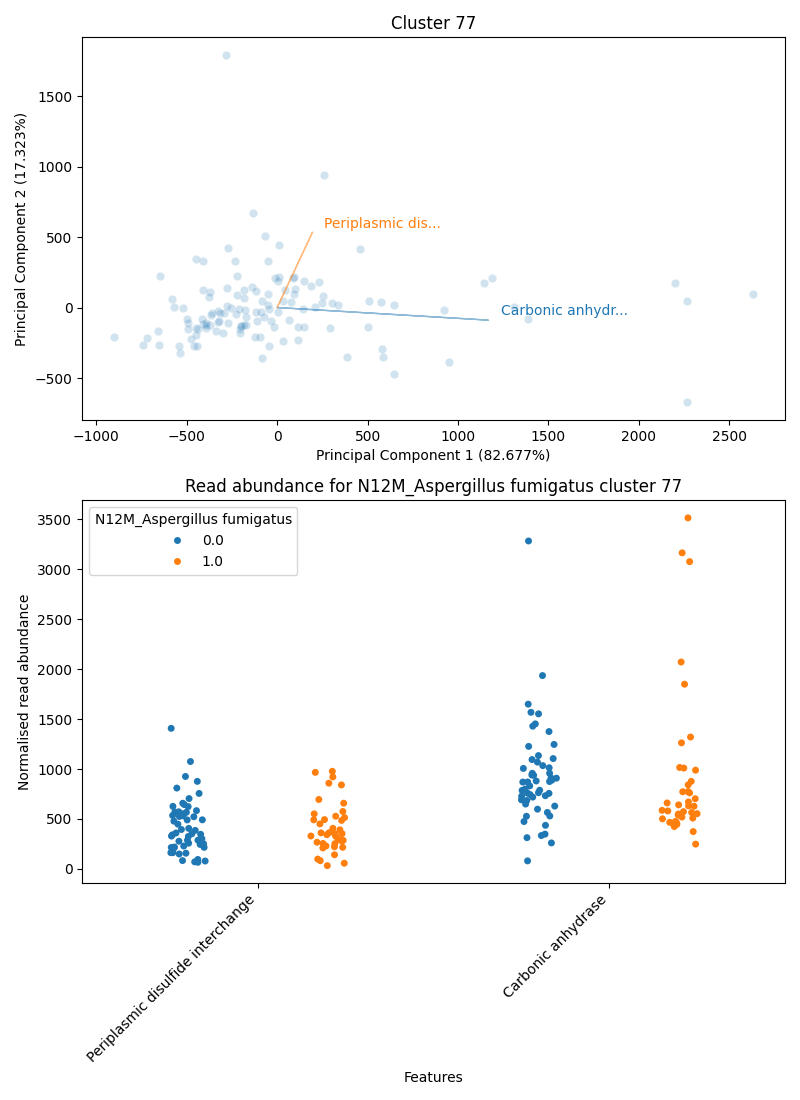 Cluster 77
Principal Component 2 (17.323%)
1500
1000
500
0
−500
Periplasmic dis...
Carbonic anhydr...
−1000
−500
0
500
1000
1500
2000
2500
Principal Component 1 (82.677%)
Read abundance for N12M_Aspergillus fumigatus cluster 77
Normalised read abundance
3500
3000
2500
2000
1500
1000
500
0
N12M_Aspergillus fumigatus
0.0
1.0
Periplasmic disulfide interchange
Carbonic anhydrase
Features